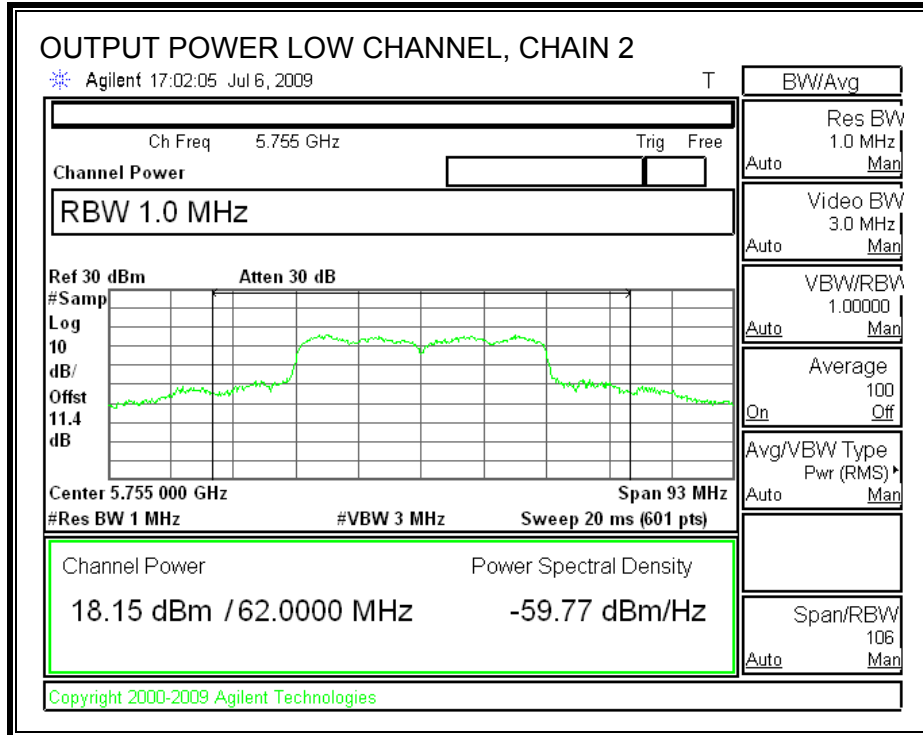 OUTPUT POWER LOW CHANNEL, CHAIN 2
Agilent 17:02:05 Jul 6, 2009 T
Ch Freq 5.755 GHz Trig Free
Channel Power
RBW 1.0 MHz
Ref 30 dBm Atten 30 dB
#Samp
Log
10
dB/
Offst
11.4
dB
Center 5.755 000 GHz Span 93 MHz
#Res BW 1 MHz #VBW 3 MHz Sweep 20 ms (601 pts)
Channel Power Power Spectral Density
18.15 dBm / 62.0000 MHz -59.77 dBm/Hz
Copyright 2000-2009 Agilent Technologies
BW/Avg
Res BW
1.0 MHz
Auto Man
Video BW
3.0 MHz
Auto Man
VBW/RBW
1.00000
Auto Man
Average
100
On Off
Avg/VBW Type
Pwr (RMS)
Auto Man
Span/RBW
106
Auto Man